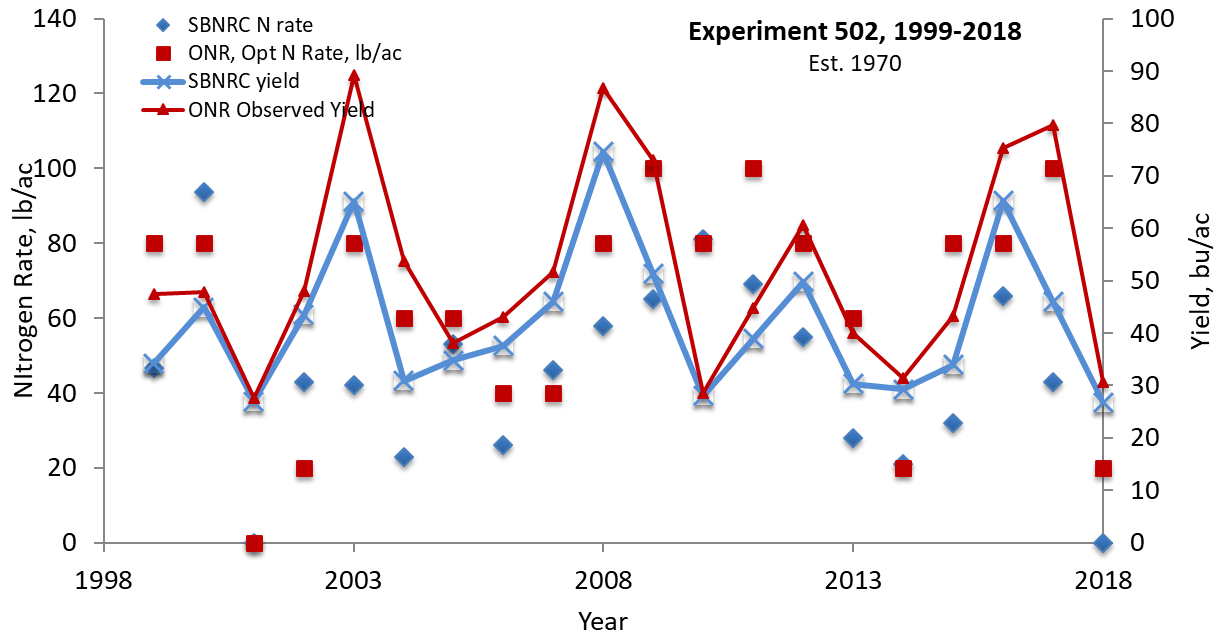 140
120
100
80
60
40
20
0
Nitrogen Rate, lb/ac
SBNRC N rate
ONR, Opt N Rate, lb/ac
SBNRC yield
ONR Observed Yield
Experiment 502, 1999-2018
Est. 1970
100
90
80
70
60
50
40
30
20
10
0
Yield, bu/ac
1998
2003
2008
2013
2018
Year